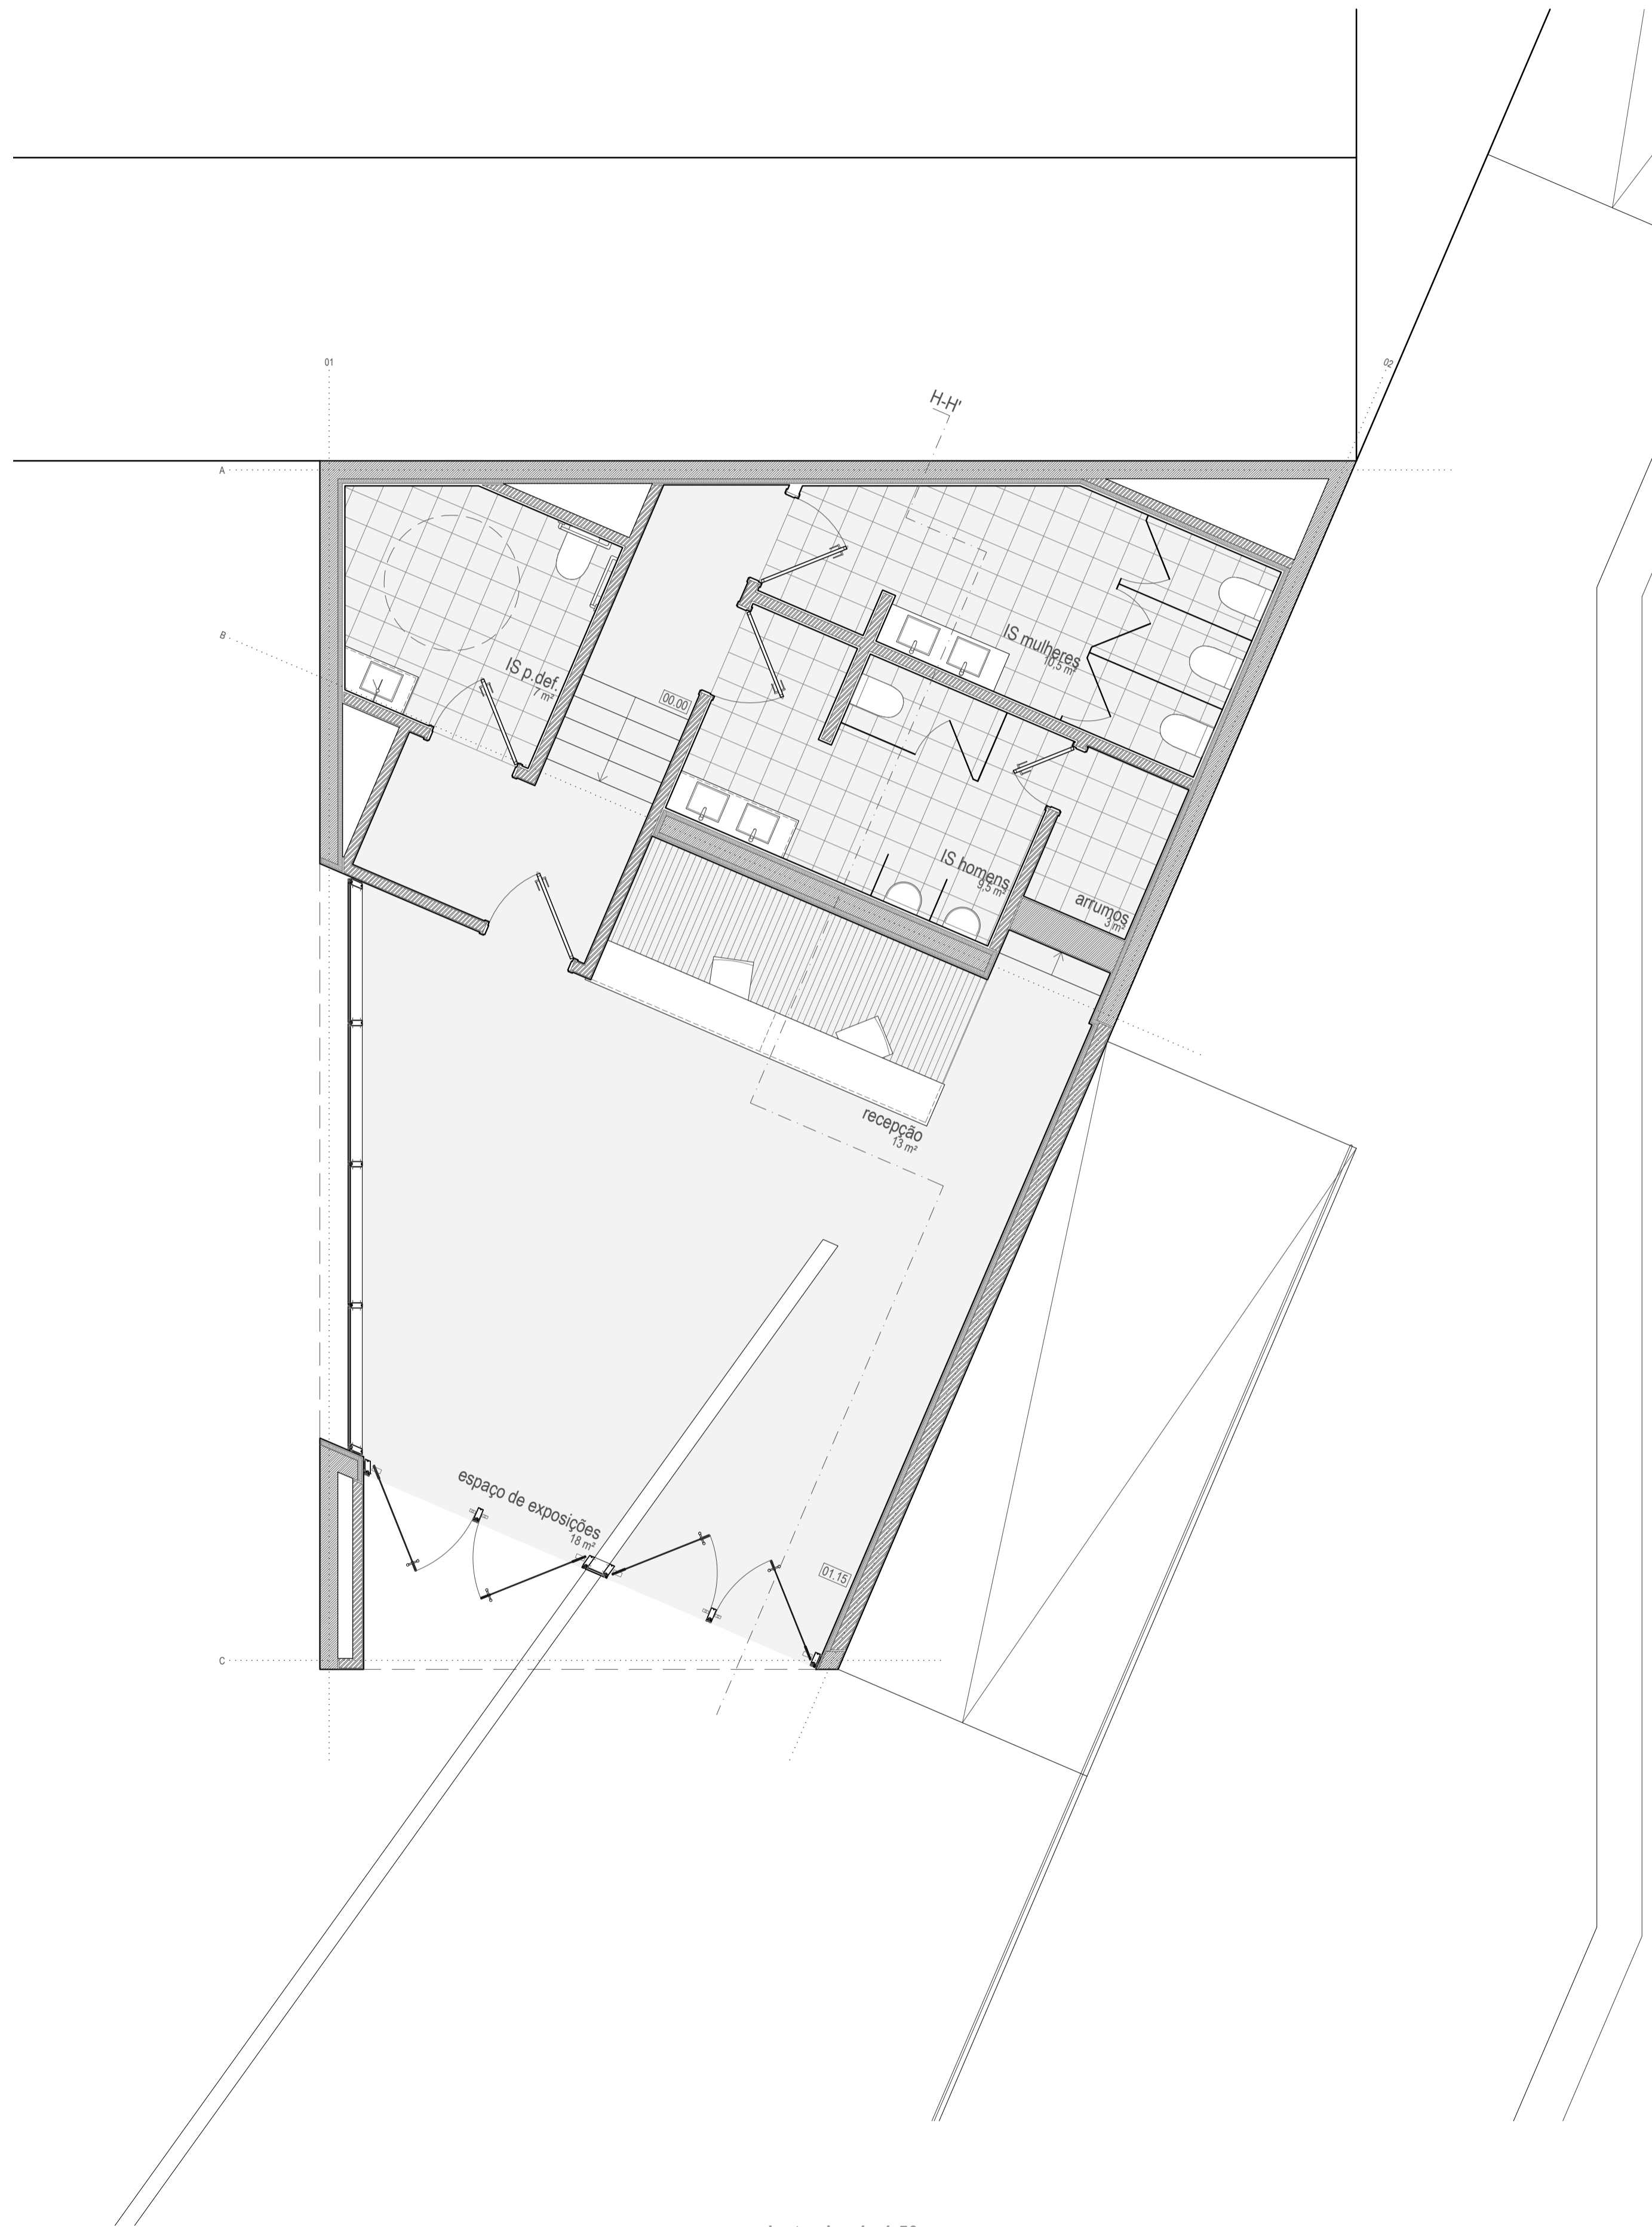 01
02
H-H'
A
B
IS mulheres
10,5 m²
IS p.def.
7 m²
00.00
IS homens
9,5 m²
arrumos
3 m²
recepção
13 m²
espaço de exposições
18 m²
01.15
C